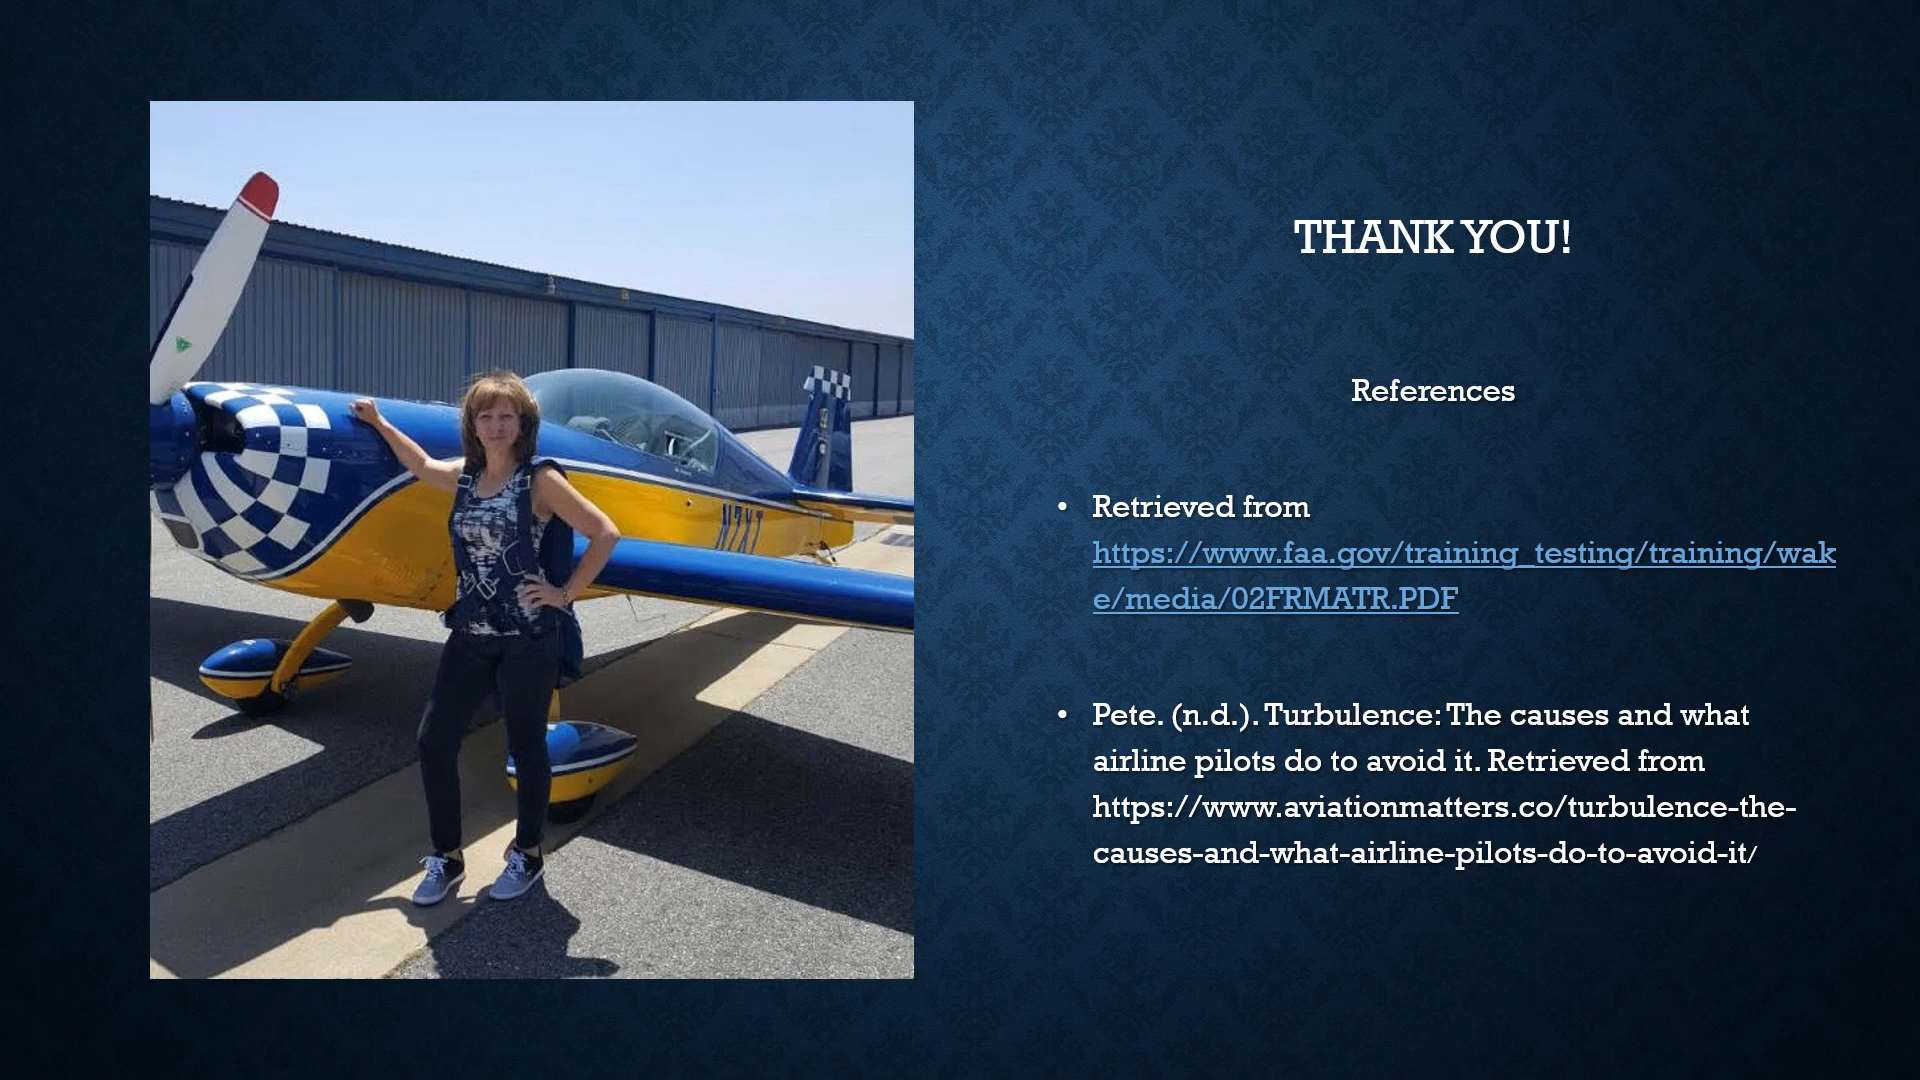 N7XT
THANK YOU!
References
• Retrieved from
https://www.faa.gov/training_testing/training/wak
e/media/02FRMATR.PDF
• Pete. (n.d.). Turbulence: The causes and what
airline pilots do to avoid it. Retrieved from
https://www.aviationmatters.co/turbulence-the-
causes-and-what-airline-pilots-do-to-avoid-it/